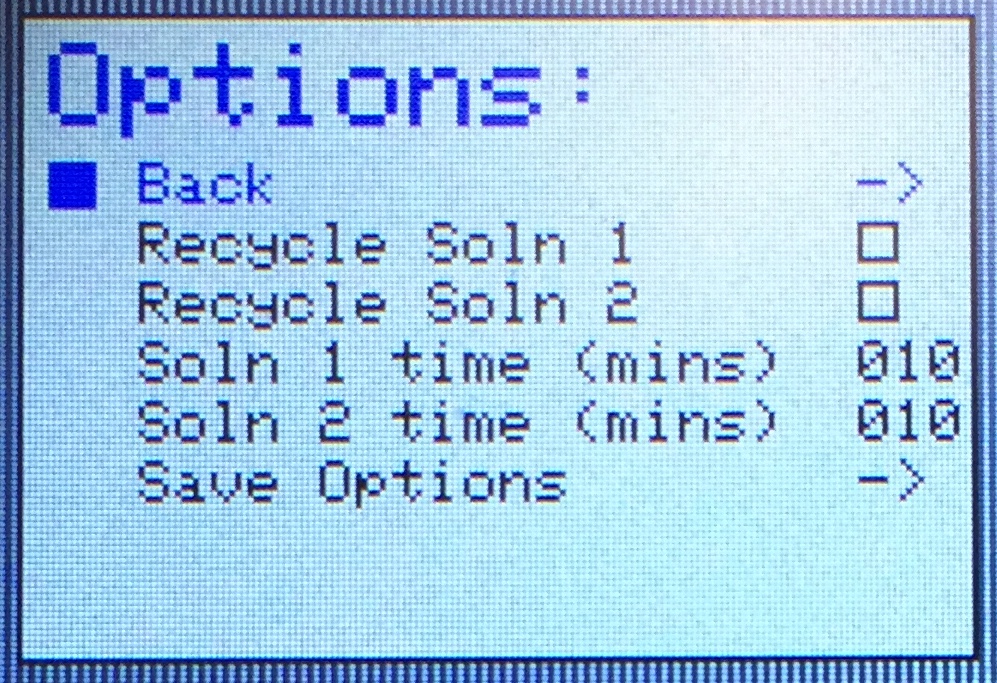 Options:
Back ->
Recycle Soln 1
Recycle Soln 2
Soln 1 time (mins) 010
Soln 2 time (mins) 010
Save Options ->